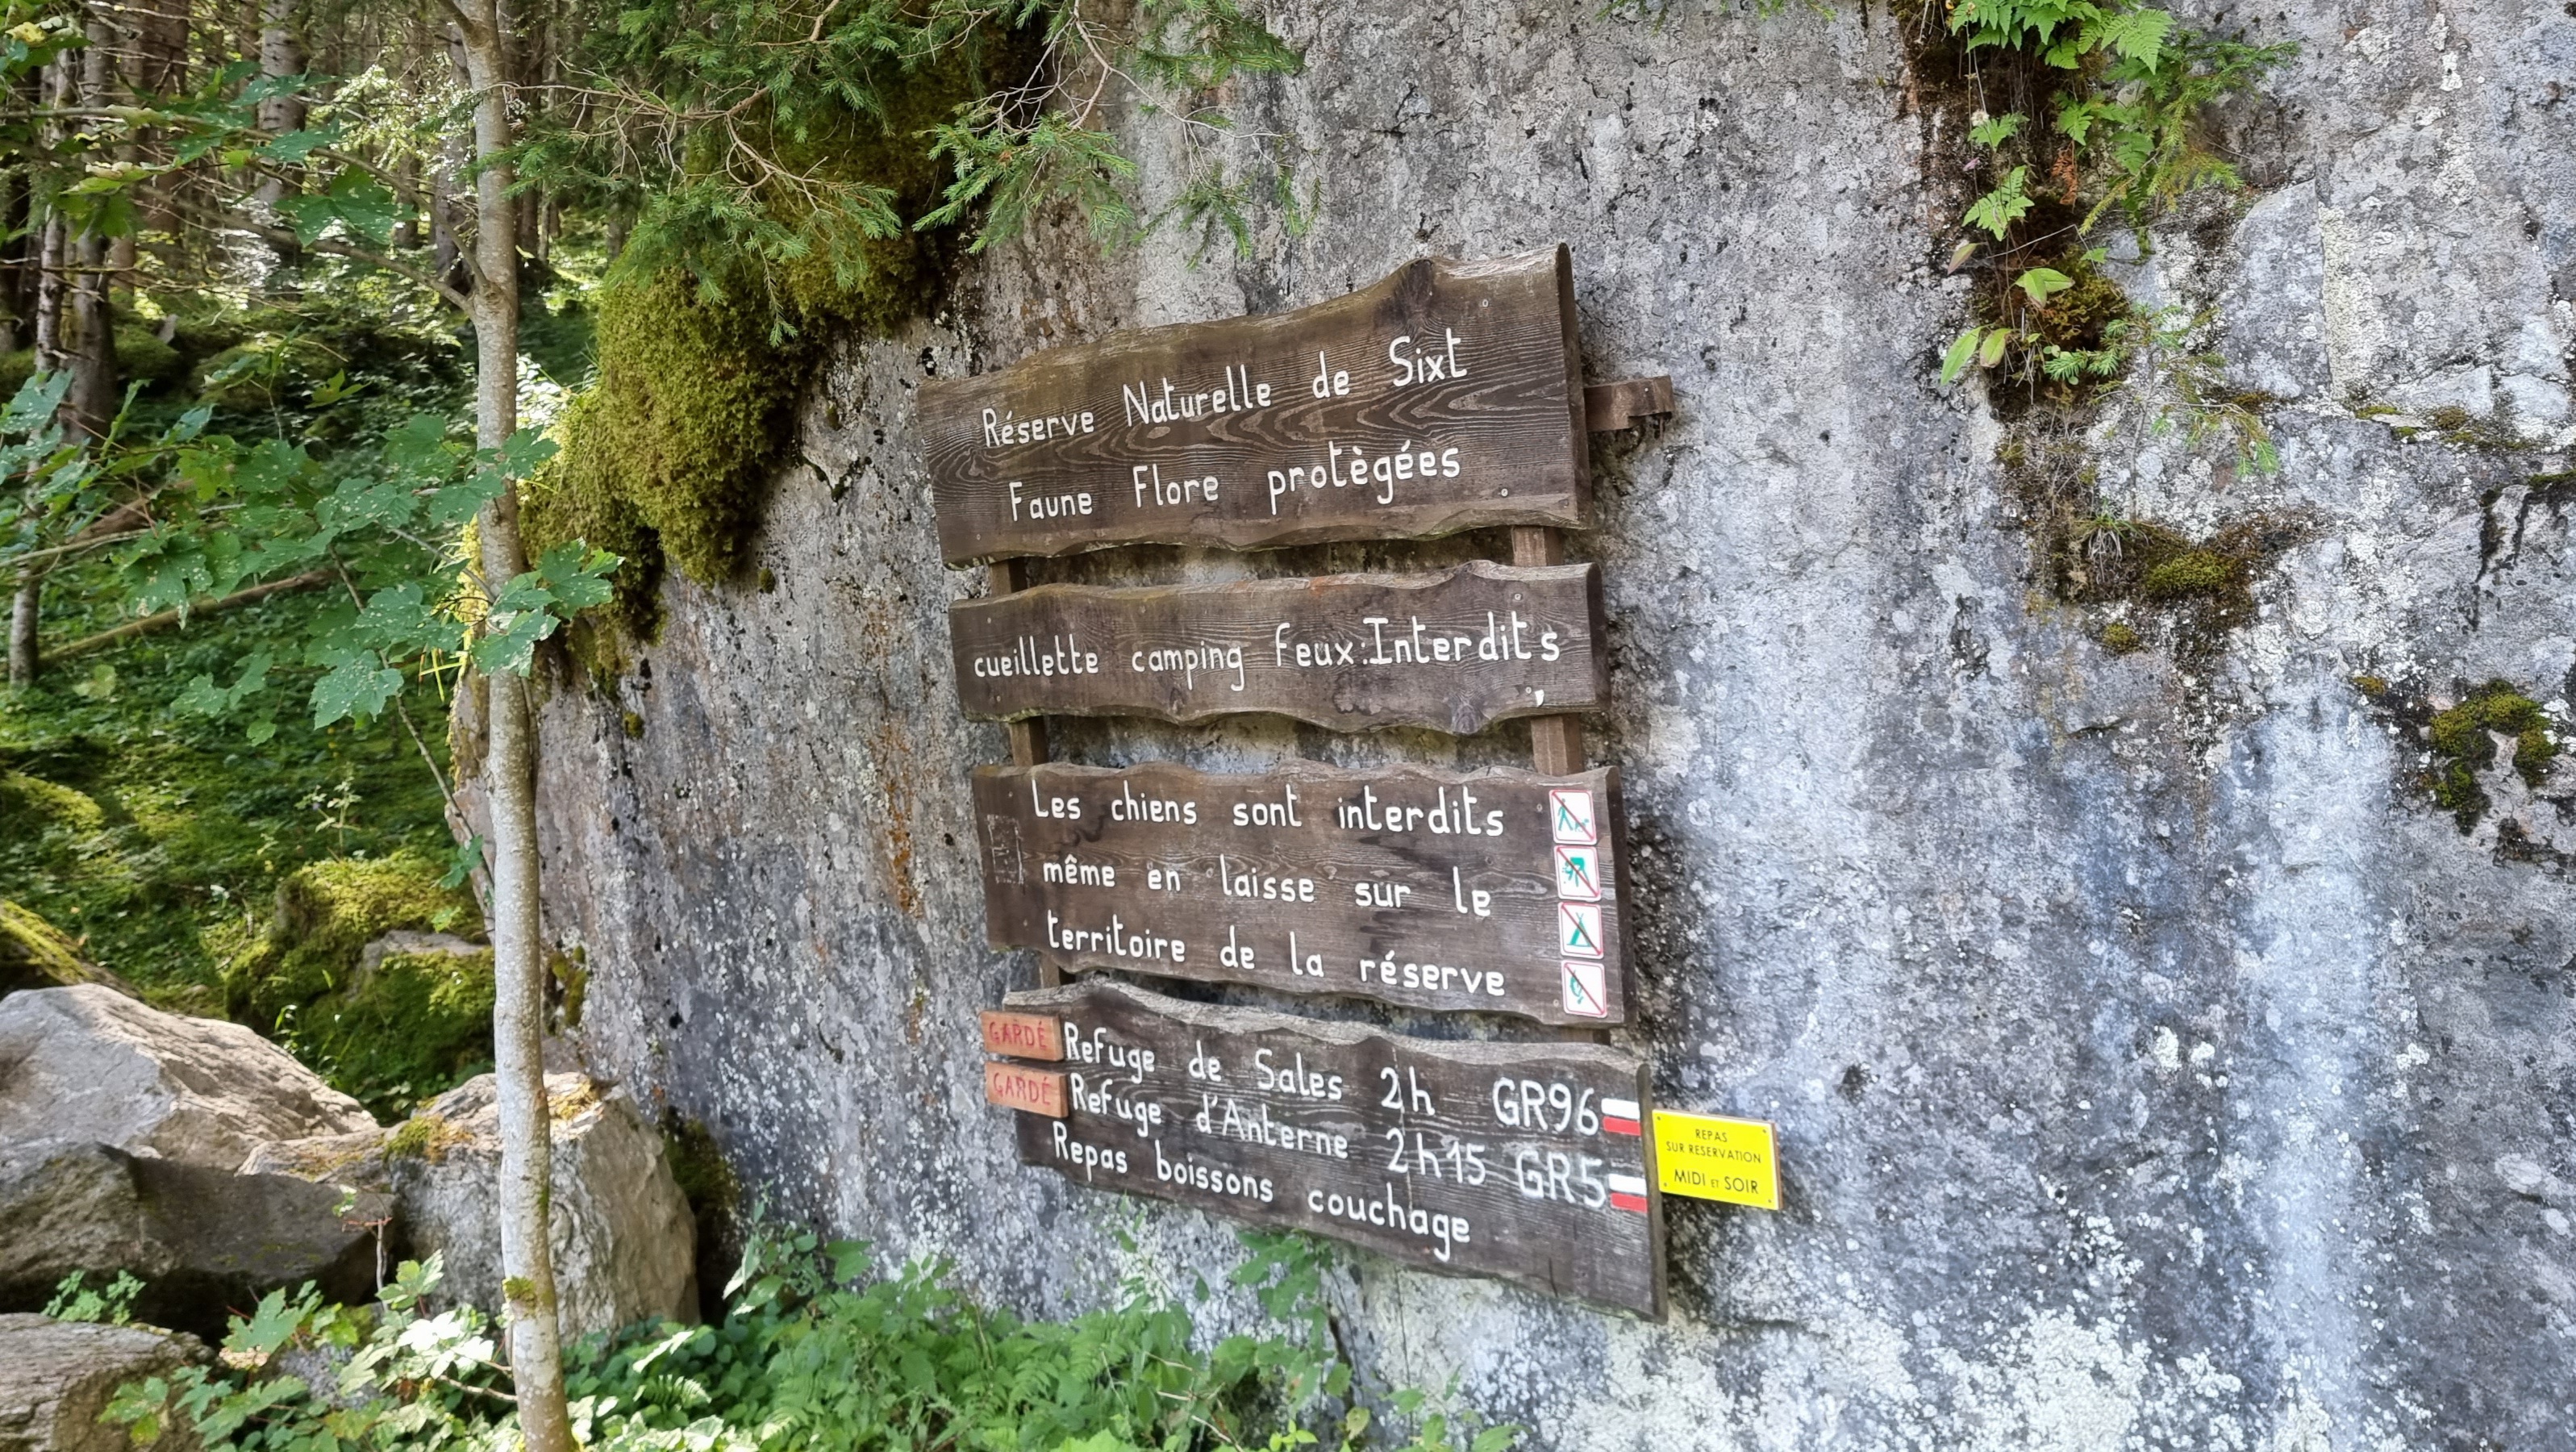 Réserve Naturelle de Sixt
Faune Flore protègées
cueillette camping feux: Interdits
Les chiens sont interdits
même en laisse sur le
territoire de la réserve
GARDÉ Refuge de Sales 2h GR96
GARDÉ Refuge d'Anterne 2h15 GR5
Repas boissons couchage
REPAS
SUR RESERVATION
MIDI ET SOIR